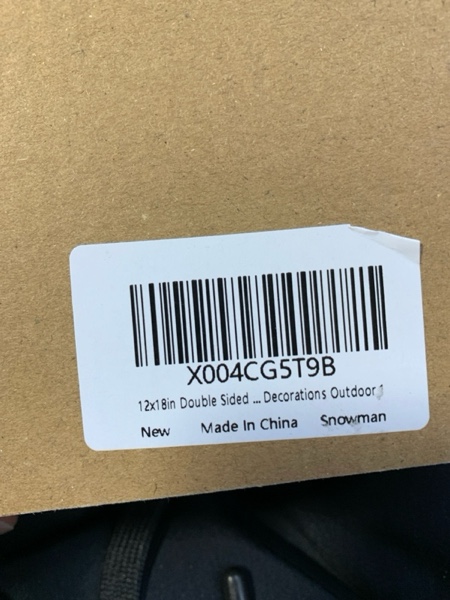 X004CG5T9B
12x18in Double Sided ... Decorations Outdoor
New Made In China Snowman